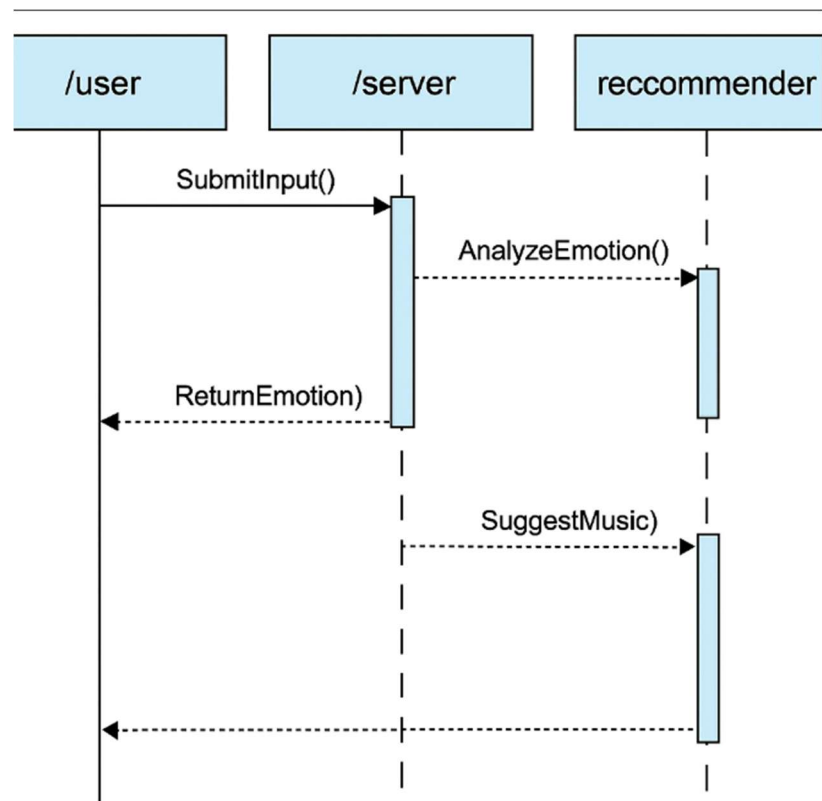 /user
/server
reccommender
SubmitInput()
AnalyzeEmotion()
ReturnEmotion)
SuggestMusic)